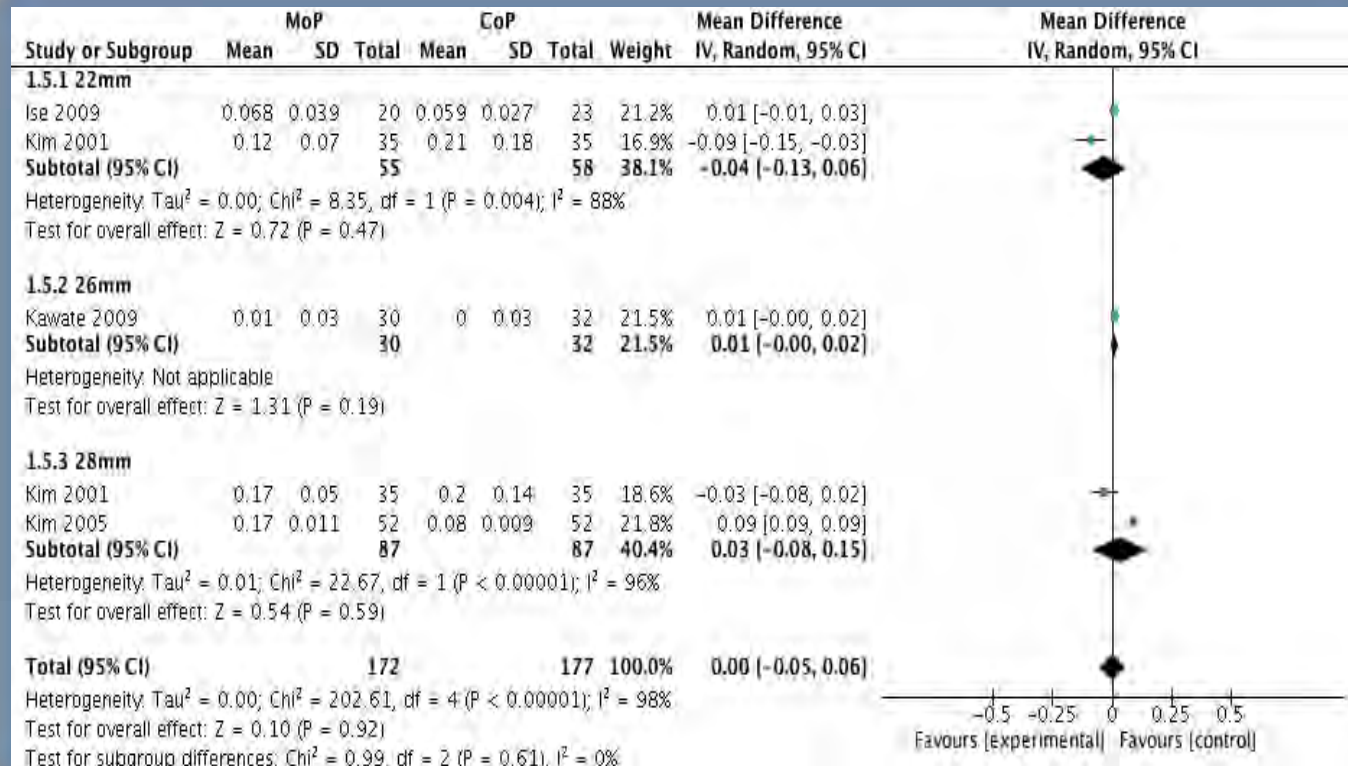 MoP CoP Mean Difference Mean Difference
Study or Subgroup Mean SD Total Mean SD Total Weight IV, Random, 95% CI IV, Random, 95% CI
1.5.1 22mm
Ise 2009 0.068 0.039 20 0.059 0.027 23 21.2% 0.01 [-0.01, 0.03]
Kim 2001 0.12 0.07 35 0.21 0.18 35 16.9% -0.09 [-0.15, -0.03]
Subtotal (95% CI) 55 58 38.1% -0.04 [-0.13, 0.06]
Heterogeneity: Tau² = 0.00; Chi² = 8.35, df = 1 (P = 0.004); I² = 88%
Test for overall effect: Z = 0.72 (P = 0.47)
1.5.2 26mm
Kawate 2009 0.01 0.03 30 0 0.03 32 21.5% 0.01 [-0.00, 0.02]
Subtotal (95% CI) 30 32 21.5% 0.01 [-0.00, 0.02]
Heterogeneity: Not applicable
Test for overall effect: Z = 1.31 (P = 0.19)
1.5.3 28mm
Kim 2001 0.17 0.05 35 0.2 0.14 35 18.6% -0.03 [-0.08, 0.02]
Kim 2005 0.17 0.011 52 0.08 0.009 52 21.8% 0.09 [0.09, 0.09]
Subtotal (95% CI) 87 87 40.4% 0.03 [-0.08, 0.15]
Heterogeneity: Tau² = 0.01; Chi² = 22.67, df = 1 (P < 0.00001); I² = 96%
Test for overall effect: Z = 0.54 (P = 0.59)
Total (95% CI) 172 177 100.0% 0.00 [-0.05, 0.06]
Heterogeneity: Tau² = 0.00; Chi² = 202.61, df = 4 (P < 0.00001); I² = 98%
Test for overall effect: Z = 0.10 (P = 0.92)
Test for subgroup differences: Chi² = 0.99, df = 2 (P = 0.61), I² = 0%
-0.5 -0.25 0 0.25 0.5
Favours [experimental] Favours [control]